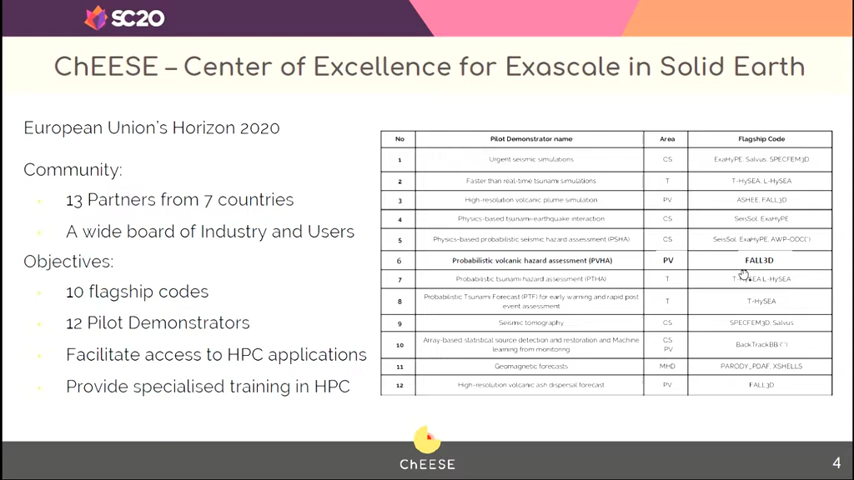 SC20
ChEESE – Center of Excellence for Exascale in Solid Earth
European Union's Horizon 2020
Community:
13 Partners from 7 countries
A wide board of Industry and Users
Objectives:
10 flagship codes
12 Pilot Demonstrators
Facilitate access to HPC applications
Provide specialised training in HPC
No Pilot Demonstrator name Area Flagship Code
1 Urgent seismic simulations CS ExaHyPE, Salvus, SPECFEM3D
2 Faster than real-time tsunami simulations T T-HySEA, L-HySEA
3 High-resolution volcanic plume simulation PV ASHEE, FALL3D
4 Physics-based tsunami-earthquake interaction CS SeisSol, ExaHyPE
5 Physics-based probabilistic seismic hazard assessment (PSHA) CS SeisSol, ExaHyPE, AWP-ODC(*)
6 Probabilistic volcanic hazard assessment (PVHA) PV FALL3D
7 Probabilistic tsunami hazard assessment (PTHA) T L-HySEA
8 Probabilistic Tsunami Forecast (PTF) for early warning and rapid post
event assessment T T-HySEA
9 Seismic tomography CS SPECFEM3D, Salvus
10 Array-based statistical source detection and restoration and Machine
learning from monitoring CS
PV BackTrackBB (*)
11 Geomagnetic forecasts MHD PARODY_PDAF, XSHELLS
12 High-resolution volcanic ash dispersal forecast PV FALL3D
ChEESE
4